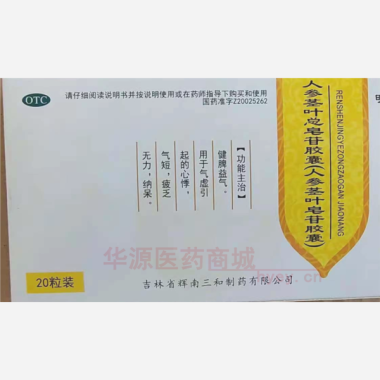 OTC
请仔细阅读说明书并按说明使用或在药师指导下购买和使用
国药准字Z20025262
人参茎叶总皂苷胶囊(人参茎叶皂苷胶囊)
RENSHENJINGYEZONGZAOGAN JIAONANG
【功能主治】
健脾益气。
用于气虚引
起的心悸，
气短，疲乏
无力，纳呆。
华源医药商城
20粒装
吉林省辉南三和制药有限公司